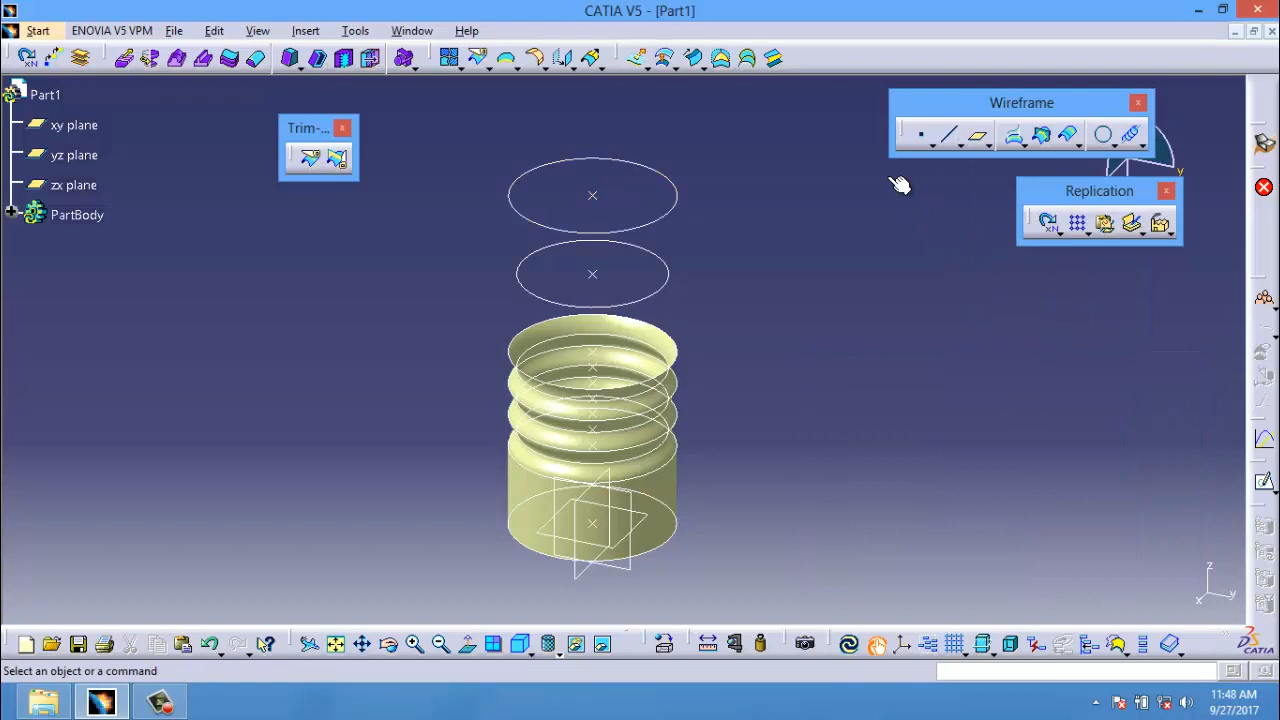 CATIA V5 - [Part1]
Start ENOVIA V5 VPM File Edit View Insert Tools Window Help
Part1
xy plane
yz plane
zx plane
PartBody
Trim-...
Wireframe
Replication
y
z
x y
CATIA
Select an object or a command
11:48 AM
9/27/2017